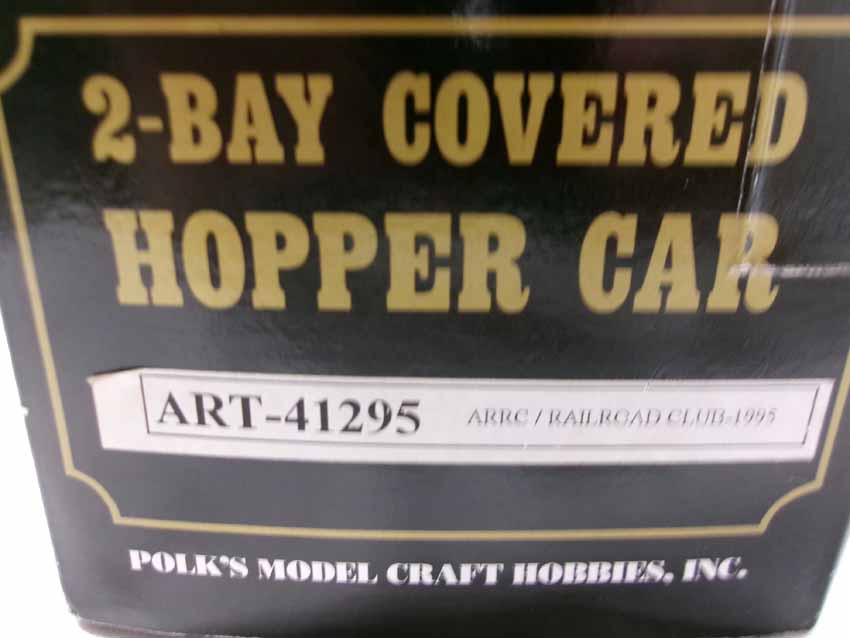 2-BAY COVERED
HOPPER CAR
ART-41295 ARRC / RAILROAD CLUB-1995
POLK'S MODEL CRAFT HOBBIES, INC.